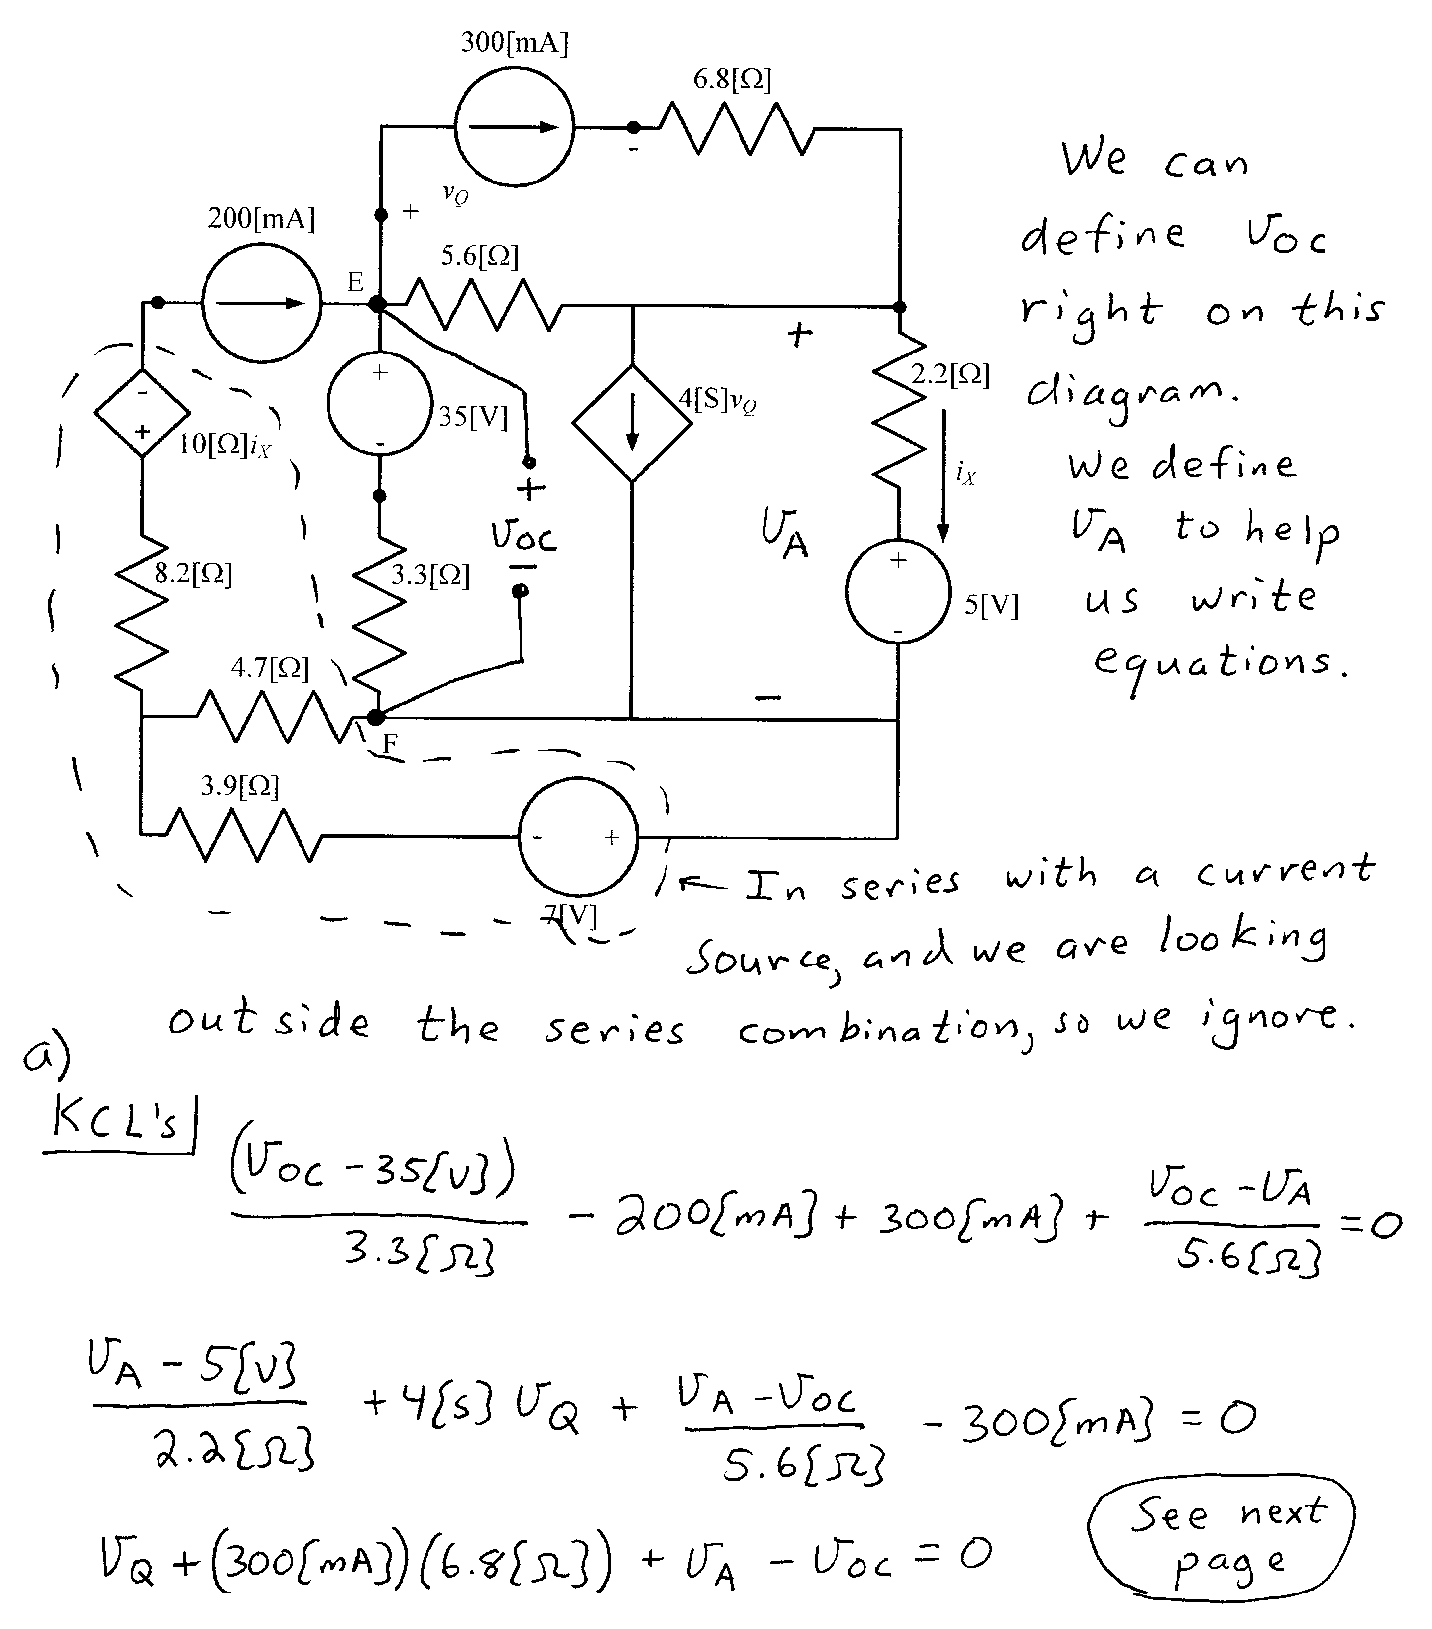 300[mA]
6.8[Ω]
We can
define vOC
right on this
diagram.
We define
vA to help
us write
equations.
vQ
-
+
200[mA]
5.6[Ω]
E
+
-
+
10[Ω]iX
+
-
35[V]
4[S]vQ
2.2[Ω]
iX
+
vOC
-
vA
8.2[Ω]
3.3[Ω]
+
-
5[V]
4.7[Ω]
F
-
3.9[Ω]
- +
7[V]
← In series with a current
source, and we are looking
outside the series combination, so we ignore.
a)
KCL's
(vOC - 35[V]) / 3.3[Ω] - 200[mA] + 300[mA] + (vOC - vA) / 5.6[Ω] = 0
(vA - 5[V]) / 2.2[Ω] + 4[S] vQ + (vA - vOC) / 5.6[Ω] - 300[mA] = 0
vQ + (300[mA])(6.8[Ω]) + vA - vOC = 0
See next
page